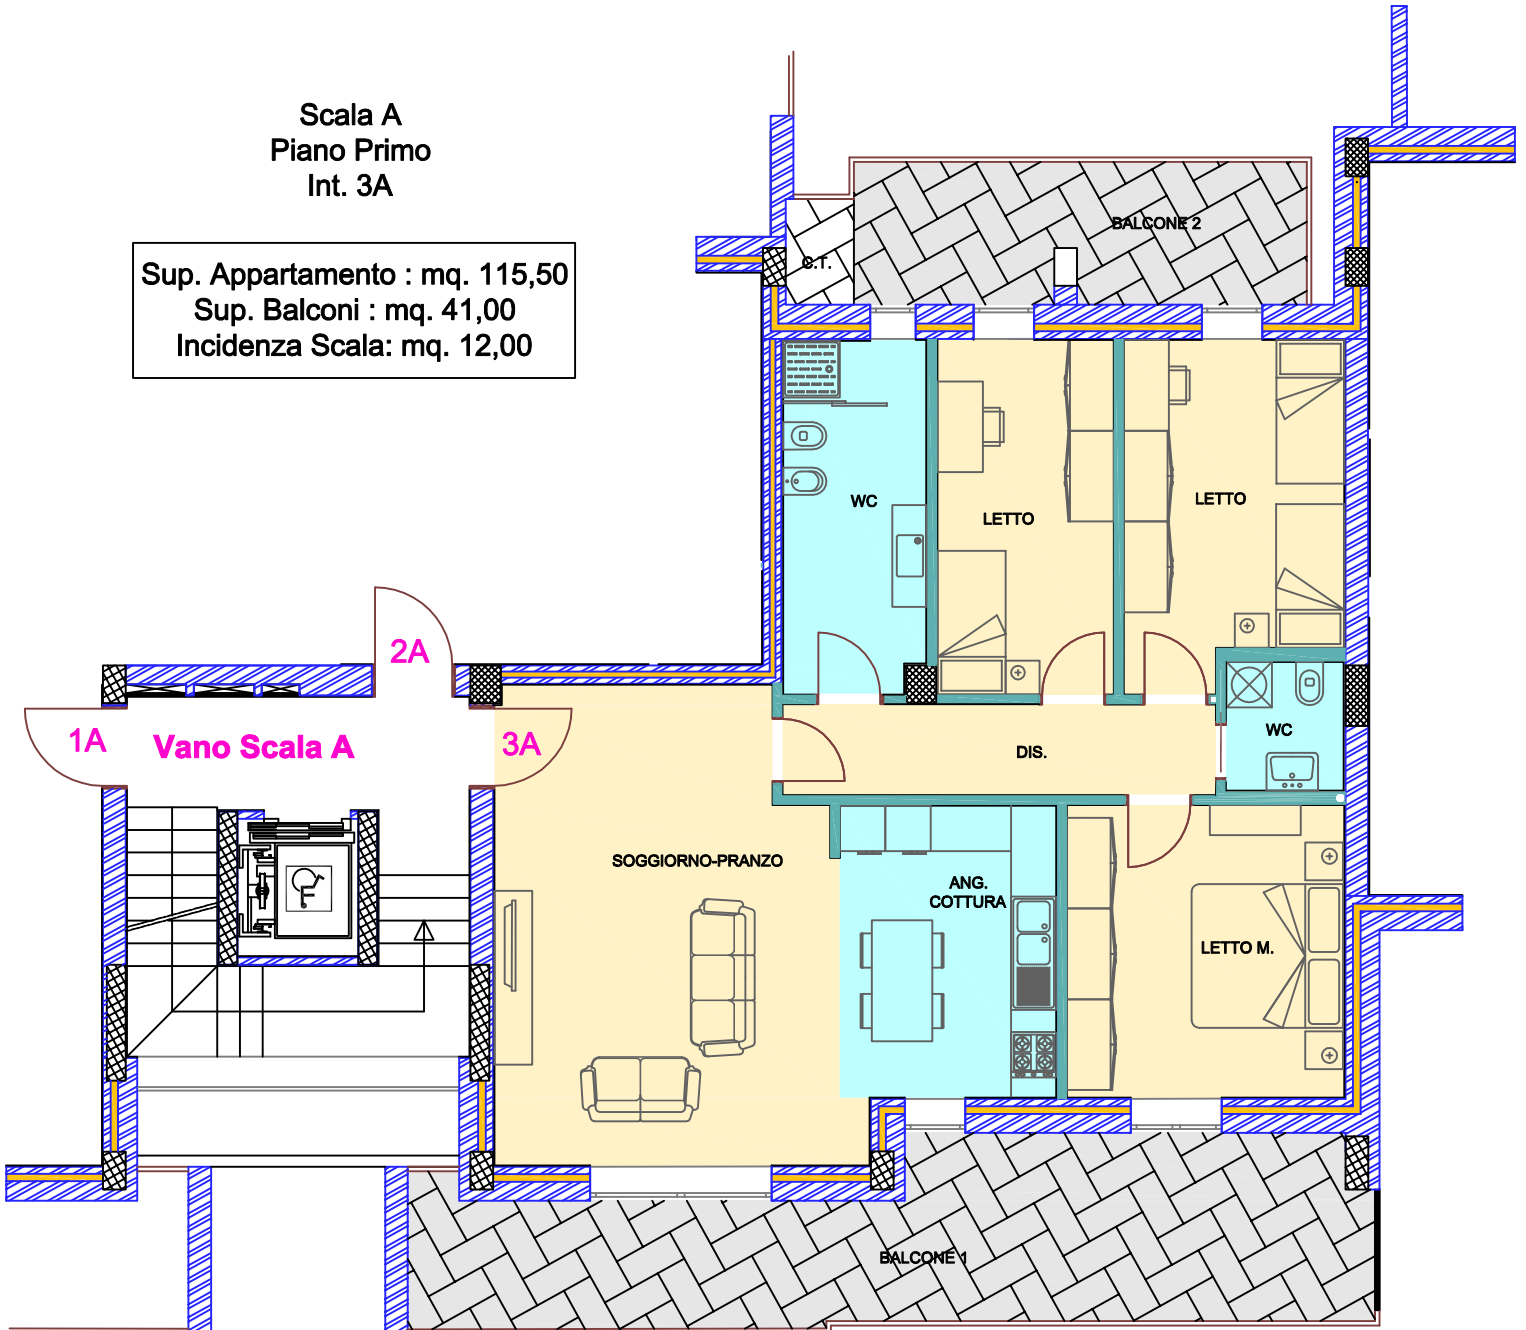 Scala A
Piano Primo
Int. 3A
Sup. Appartamento : mq. 115,50
Sup. Balconi : mq. 41,00
Incidenza Scala: mq. 12,00
BALCONE 2
C.T.
WC
LETTO
LETTO
2A
1A
Vano Scala A
3A
DIS.
WC
SOGGIORNO-PRANZO
ANG.
COTTURA
LETTO M.
BALCONE 1